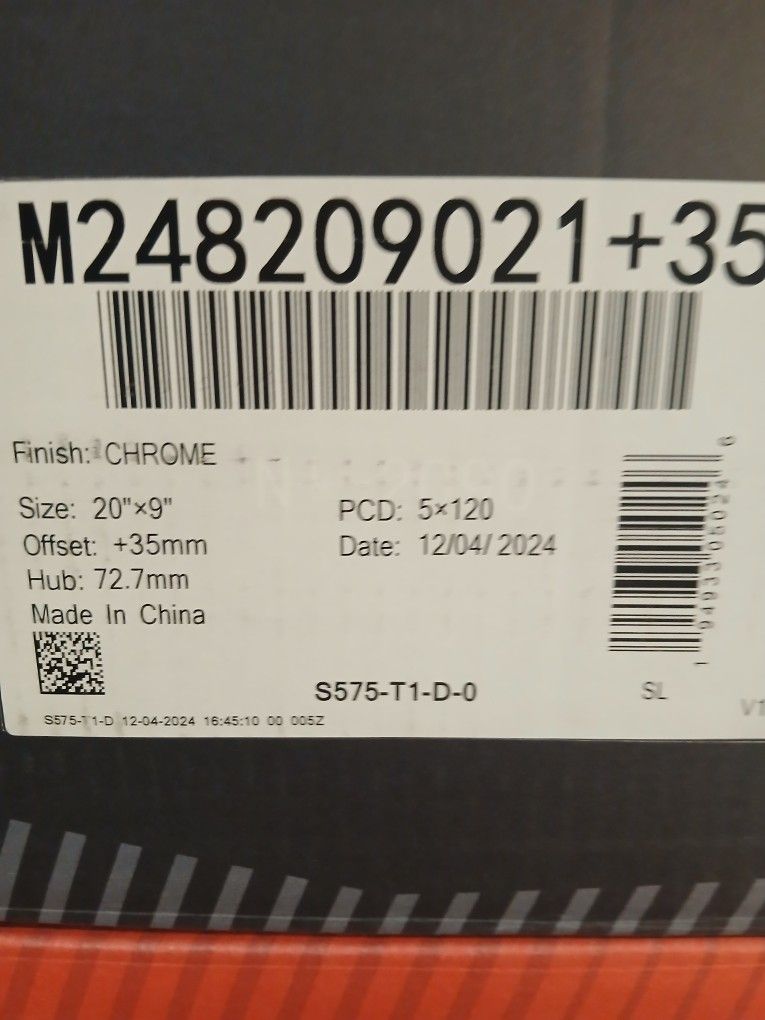 M248209021+35
Finish: CHROME
Size: 20"×9"
PCD: 5×120
Offset: +35mm
Date: 12/04/ 2024
Hub: 72.7mm
Made In China
S575-T1-D-0
SL
V1
S575-T1-D 12-04-2024 16:45:10 00 005Z